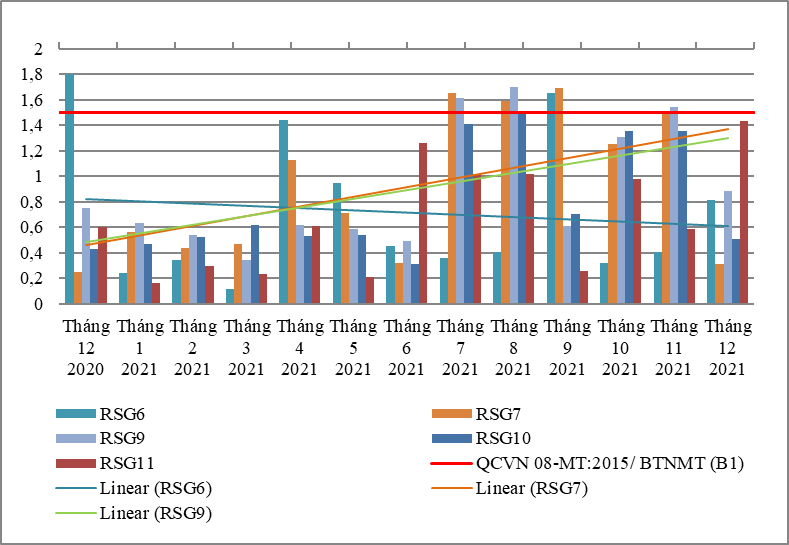 2
1,8
1,6
1,4
1,2
1
0,8
0,6
0,4
0,2
0
Tháng Tháng Tháng Tháng Tháng Tháng Tháng Tháng Tháng Tháng Tháng Tháng Tháng
12 1 2 3 4 5 6 7 8 9 10 11 12
2020 2021 2021 2021 2021 2021 2021 2021 2021 2021 2021 2021 2021
RSG6 RSG7
RSG9 RSG10
RSG11 QCVN 08-MT:2015/ BTNMT (B1)
Linear (RSG6) Linear (RSG7)
Linear (RSG9)